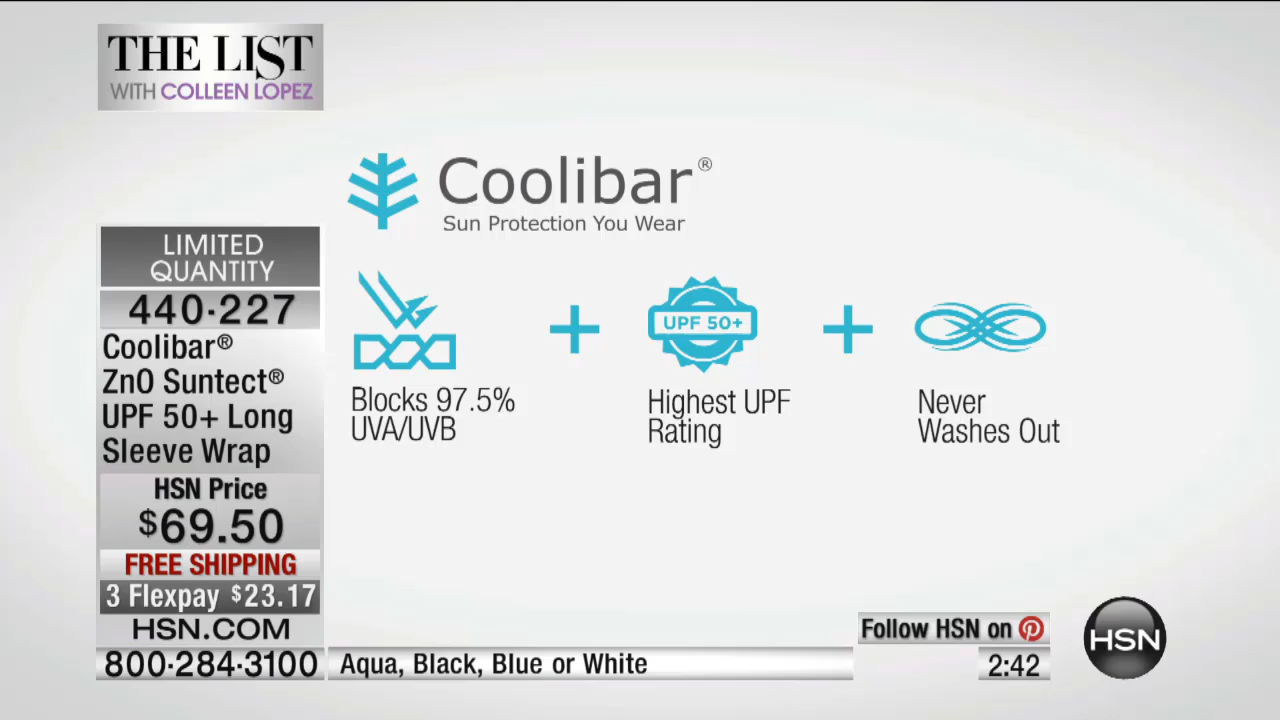 THE LIST
WITH COLLEEN LOPEZ
Coolibar®
Sun Protection You Wear
LIMITED
QUANTITY
440·227
Coolibar®
ZnO Suntect®
UPF 50+ Long
Sleeve Wrap
HSN Price
$69.50
FREE SHIPPING
3 Flexpay $23.17
HSN.COM
800·284·3100
UPF 50+
Blocks 97.5%
UVA/UVB
Highest UPF
Rating
Never
Washes Out
Aqua, Black, Blue or White
Follow HSN on
2:42
HSN